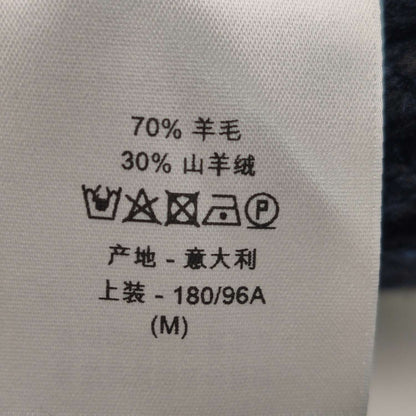 70% 羊毛
30% 山羊绒
P
产地 - 意大利
上装 - 180/96A
(M)